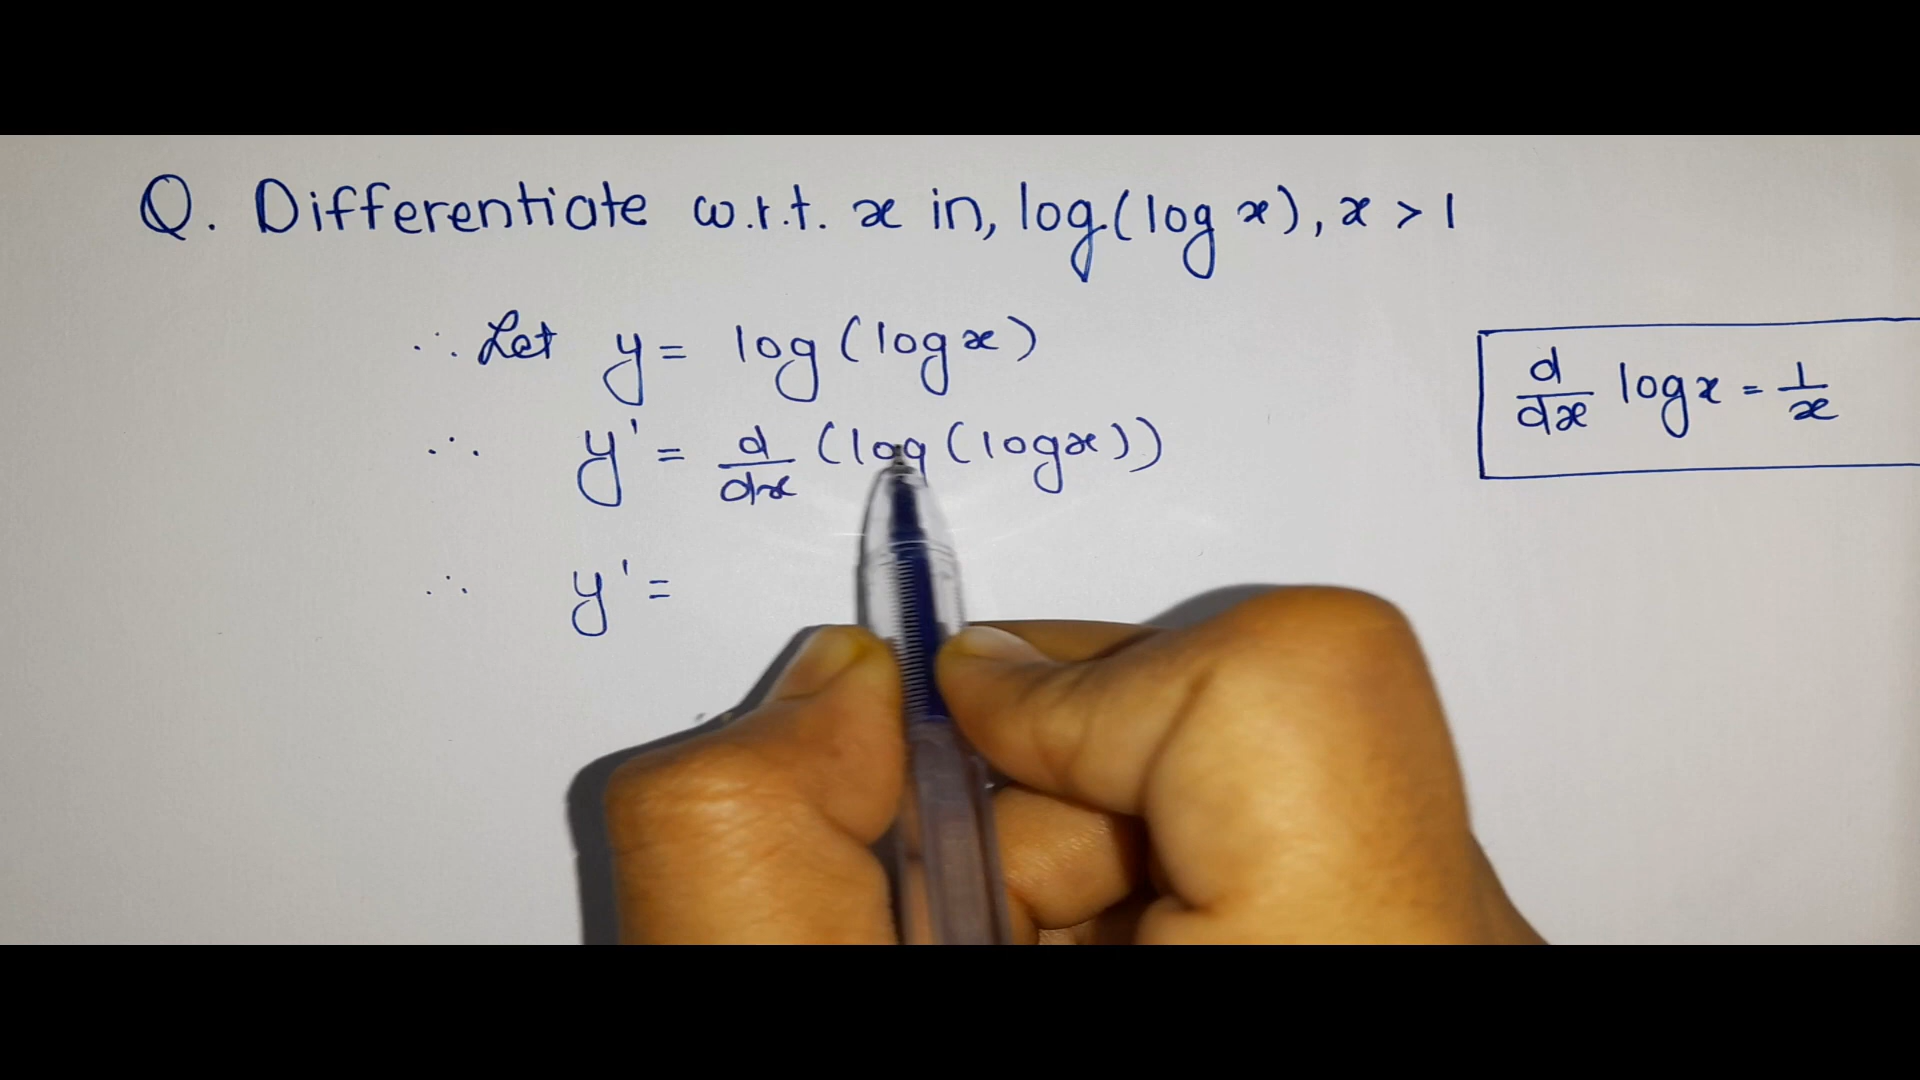 Q. Differentiate w.r.t. x in, log(log x), x > 1
∴ Let y = log(log x)
∴ y' = d/dx (log(log x))
∴ y' =
d/dx log x = 1/x